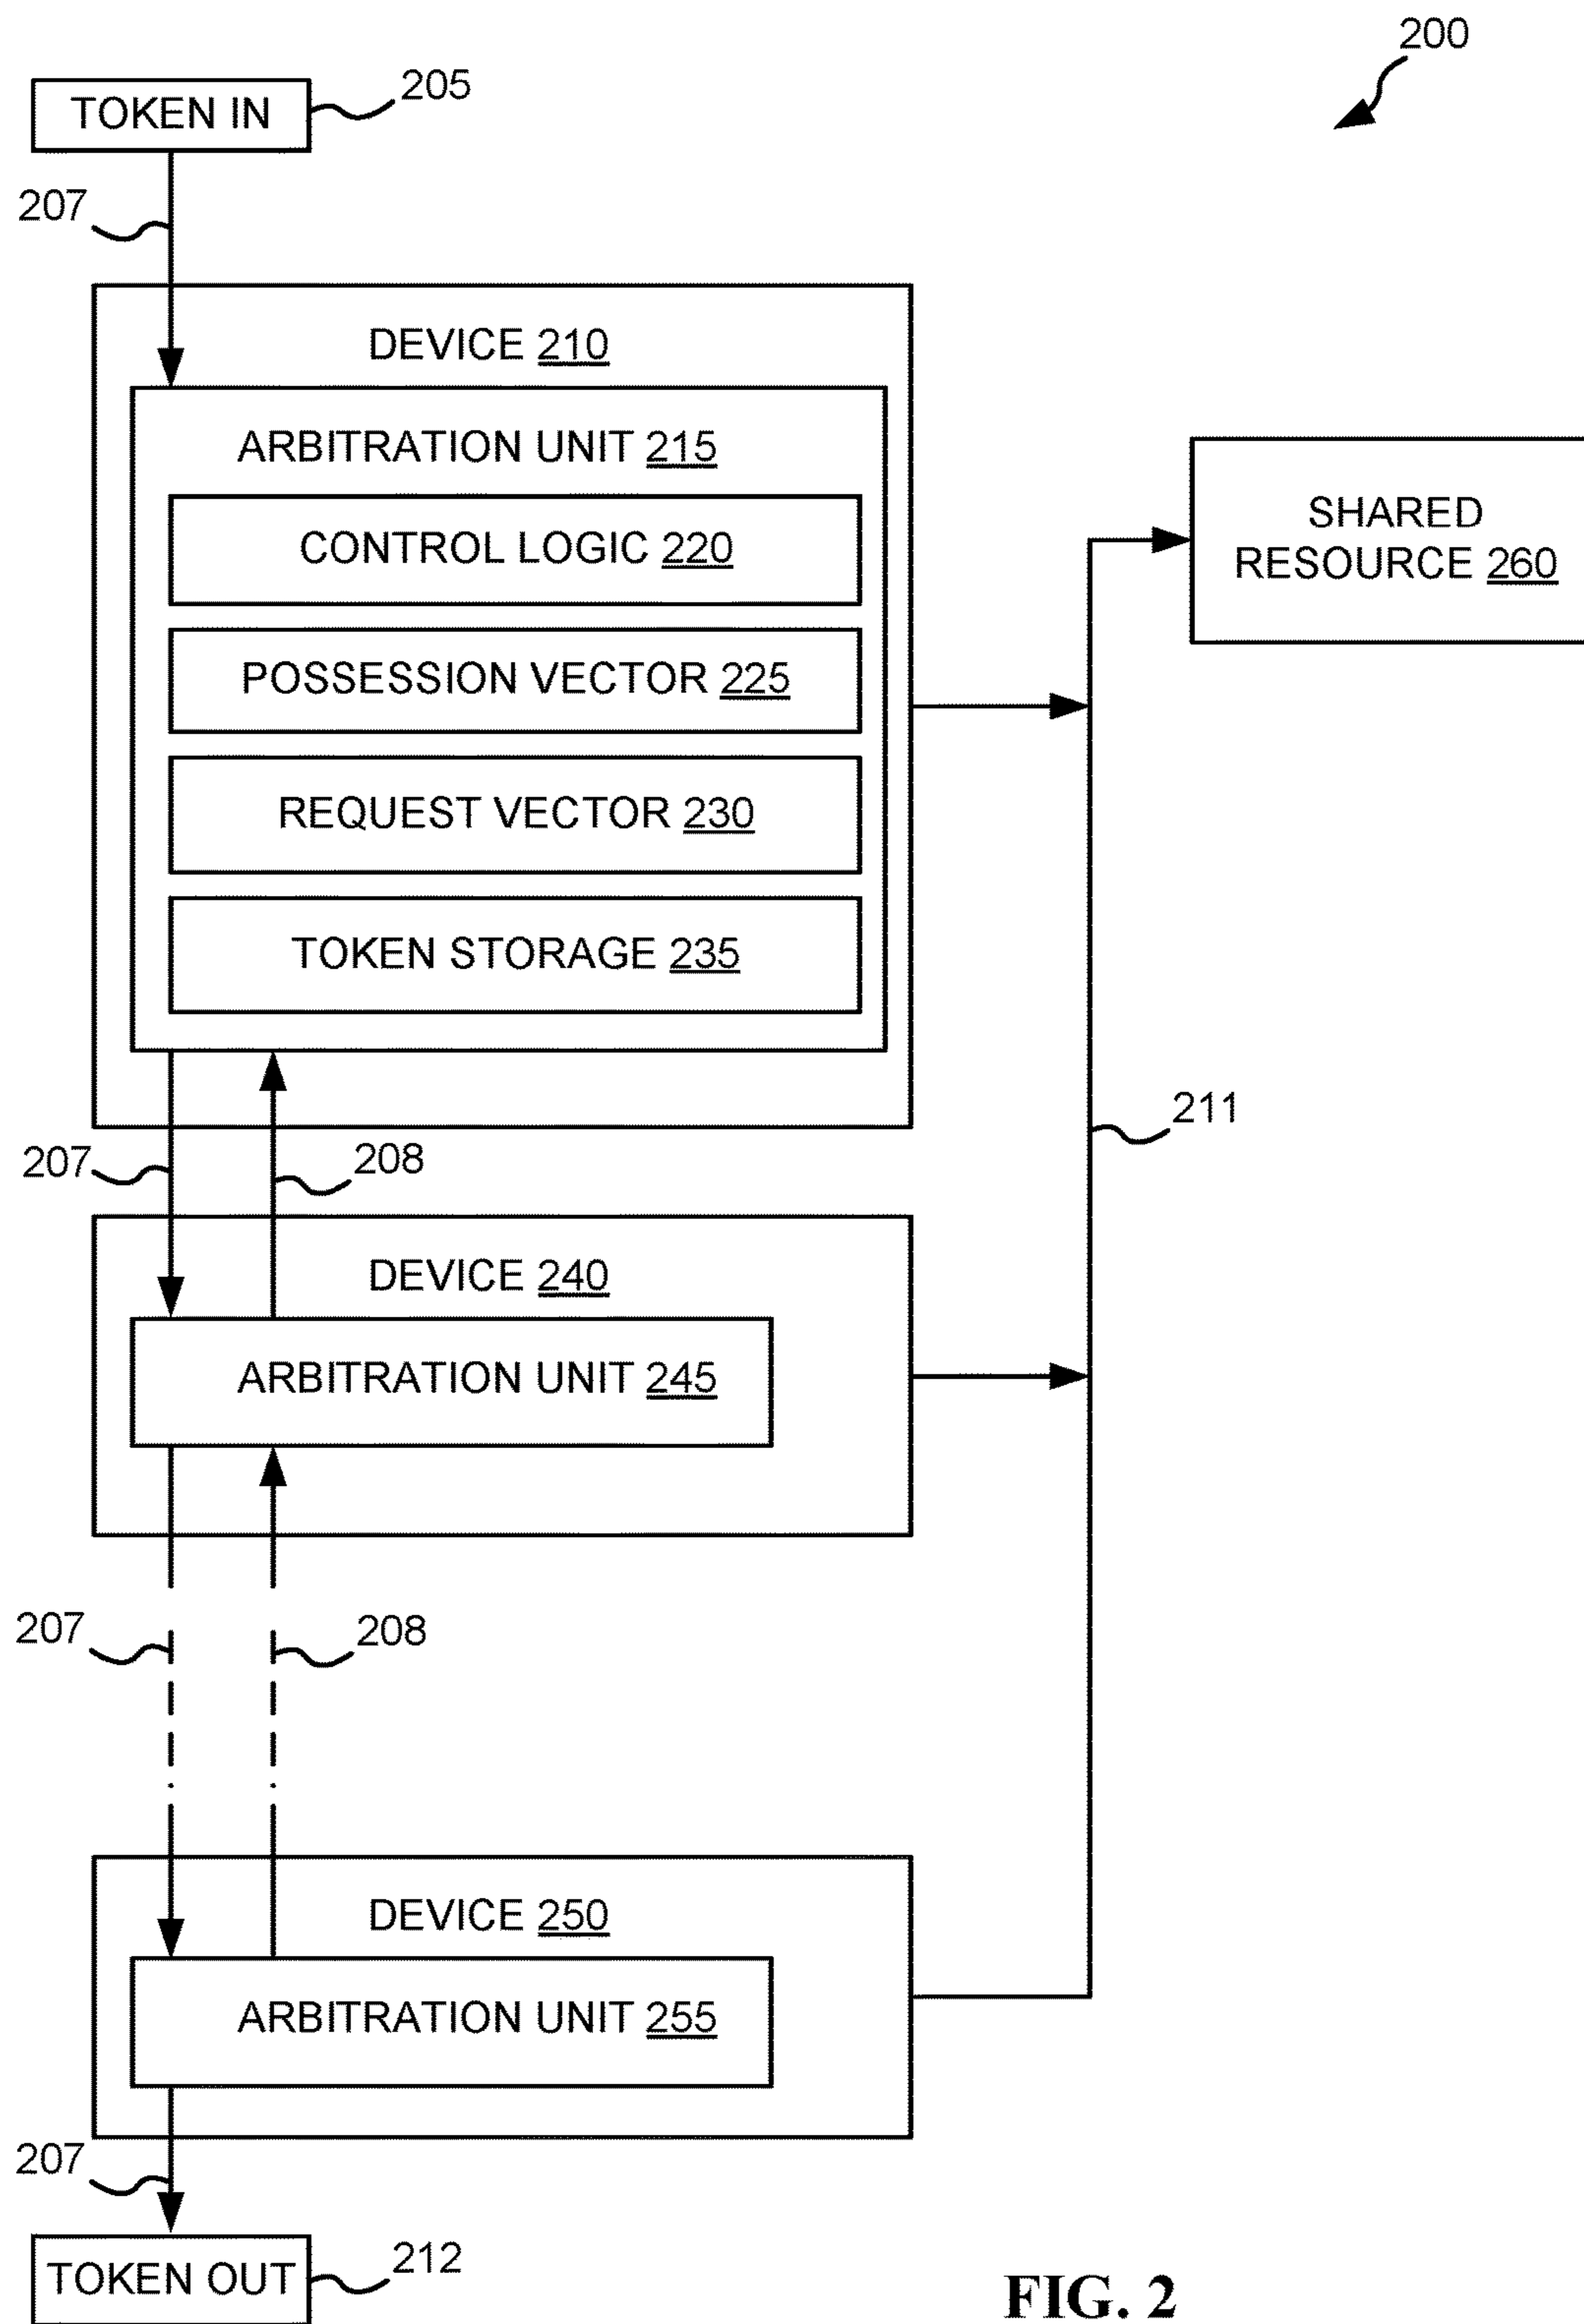 200
TOKEN IN
205
207
DEVICE 210
ARBITRATION UNIT 215
CONTROL LOGIC 220
POSSESSION VECTOR 225
REQUEST VECTOR 230
TOKEN STORAGE 235
SHARED
RESOURCE 260
211
207
208
DEVICE 240
ARBITRATION UNIT 245
207
208
DEVICE 250
ARBITRATION UNIT 255
207
TOKEN OUT
212
FIG. 2